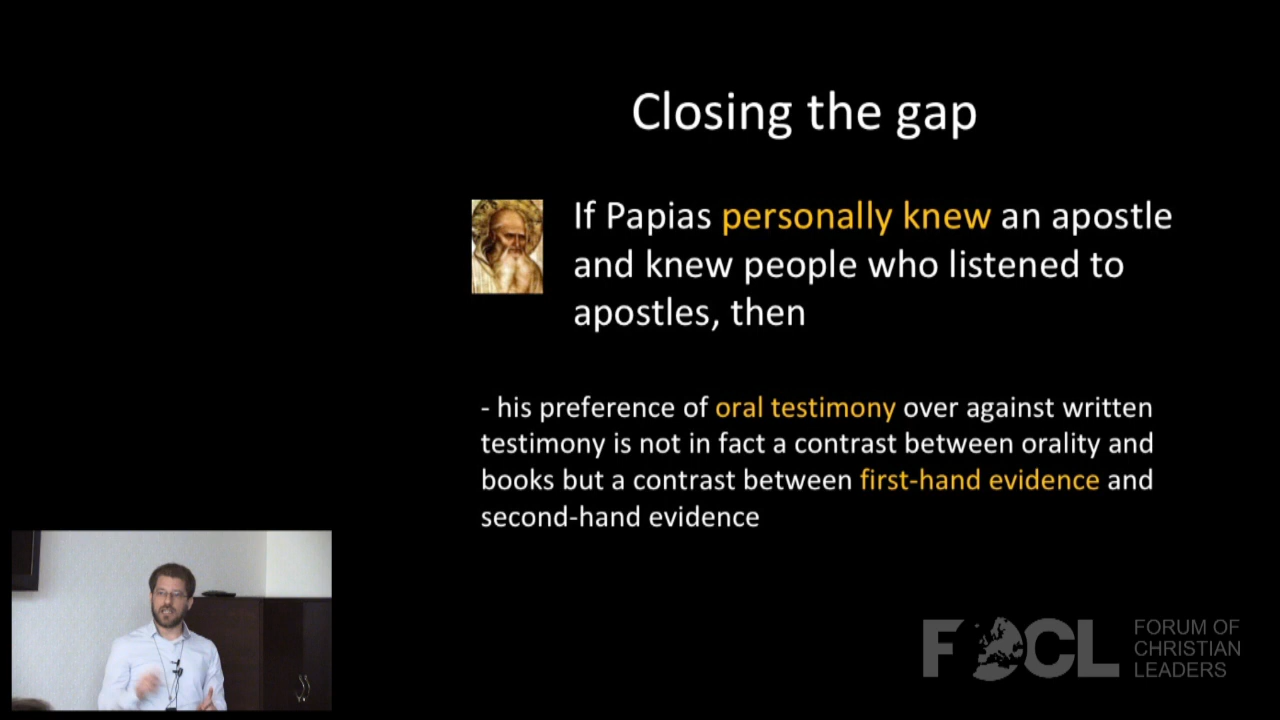 Closing the gap
If Papias personally knew an apostle
and knew people who listened to
apostles, then
- his preference of oral testimony over against written
testimony is not in fact a contrast between orality and
books but a contrast between first-hand evidence and
second-hand evidence
FOCL
FORUM OF
CHRISTIAN
LEADERS